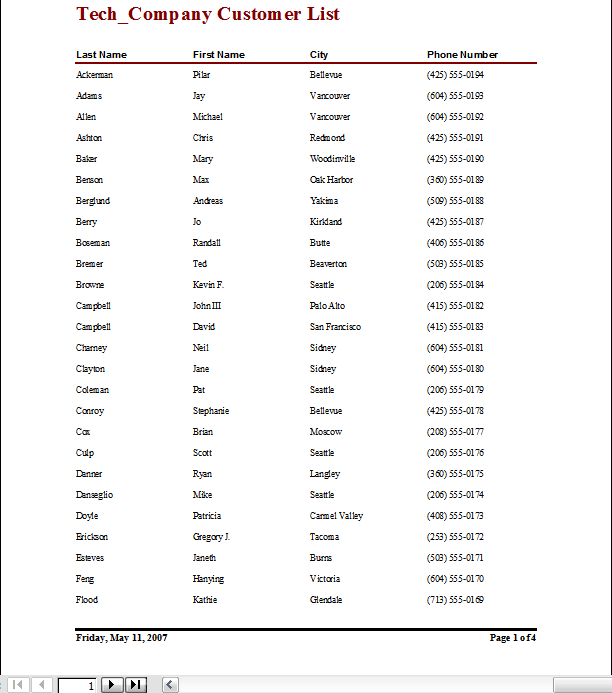 Tech_Company Customer List
Last Name First Name City Phone Number
Ackerman Pilar Bellevue (425) 555-0194
Adams Jay Vancouver (604) 555-0193
Allen Michael Vancouver (604) 555-0192
Ashton Chris Redmond (425) 555-0191
Baker Mary Woodinville (425) 555-0190
Benson Max Oak Harbor (360) 555-0189
Berglund Andreas Yakima (509) 555-0188
Berry Jo Kirkland (425) 555-0187
Boseman Randall Butte (406) 555-0186
Bremer Ted Beaverton (503) 555-0185
Browne Kevin F. Seattle (206) 555-0184
Campbell John III Palo Alto (415) 555-0182
Campbell David San Francisco (415) 555-0183
Charney Neil Sidney (604) 555-0181
Clayton Jane Sidney (604) 555-0180
Coleman Pat Seattle (206) 555-0179
Conroy Stephanie Bellevue (425) 555-0178
Cox Brian Moscow (208) 555-0177
Culp Scott Seattle (206) 555-0176
Danner Ryan Langley (360) 555-0175
Danseglio Mike Seattle (206) 555-0174
Doyle Patricia Carmel Valley (408) 555-0173
Erickson Gregory J. Tacoma (253) 555-0172
Esteves Janeth Burns (503) 555-0171
Feng Hanying Victoria (604) 555-0170
Flood Kathie Glendale (713) 555-0169
Friday, May 11, 2007 Page 1 of 4
1